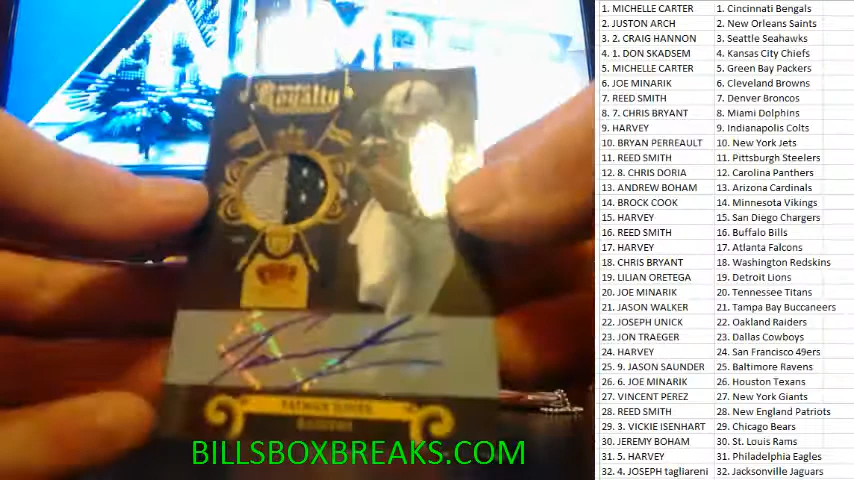 Royalty
BILLSBOXBREAKS.COM
1. MICHELLE CARTER 1. Cincinnati Bengals
2. JUSTON ARCH 2. New Orleans Saints
3. 2. CRAIG HANNON 3. Seattle Seahawks
4. 1. DON SKADSEM 4. Kansas City Chiefs
5. MICHELLE CARTER 5. Green Bay Packers
6. JOE MINARIK 6. Cleveland Browns
7. REED SMITH 7. Denver Broncos
8. 7. CHRIS BRYANT 8. Miami Dolphins
9. HARVEY 9. Indianapolis Colts
10. BRYAN PERREAULT 10. New York Jets
11. REED SMITH 11. Pittsburgh Steelers
12. 8. CHRIS DORIA 12. Carolina Panthers
13. ANDREW BOHAM 13. Arizona Cardinals
14. BROCK COOK 14. Minnesota Vikings
15. HARVEY 15. San Diego Chargers
16. REED SMITH 16. Buffalo Bills
17. HARVEY 17. Atlanta Falcons
18. CHRIS BRYANT 18. Washington Redskins
19. LILIAN ORETEGA 19. Detroit Lions
20. JOE MINARIK 20. Tennessee Titans
21. JASON WALKER 21. Tampa Bay Buccaneers
22. JOSEPH UNICK 22. Oakland Raiders
23. JON TRAEGER 23. Dallas Cowboys
24. HARVEY 24. San Francisco 49ers
25. 9. JASON SAUNDER 25. Baltimore Ravens
26. 6. JOE MINARIK 26. Houston Texans
27. VINCENT PEREZ 27. New York Giants
28. REED SMITH 28. New England Patriots
29. 3. VICKIE ISENHART 29. Chicago Bears
30. JEREMY BOHAM 30. St. Louis Rams
31. 5. HARVEY 31. Philadelphia Eagles
32. 4. JOSEPH tagliareni 32. Jacksonville Jaguars